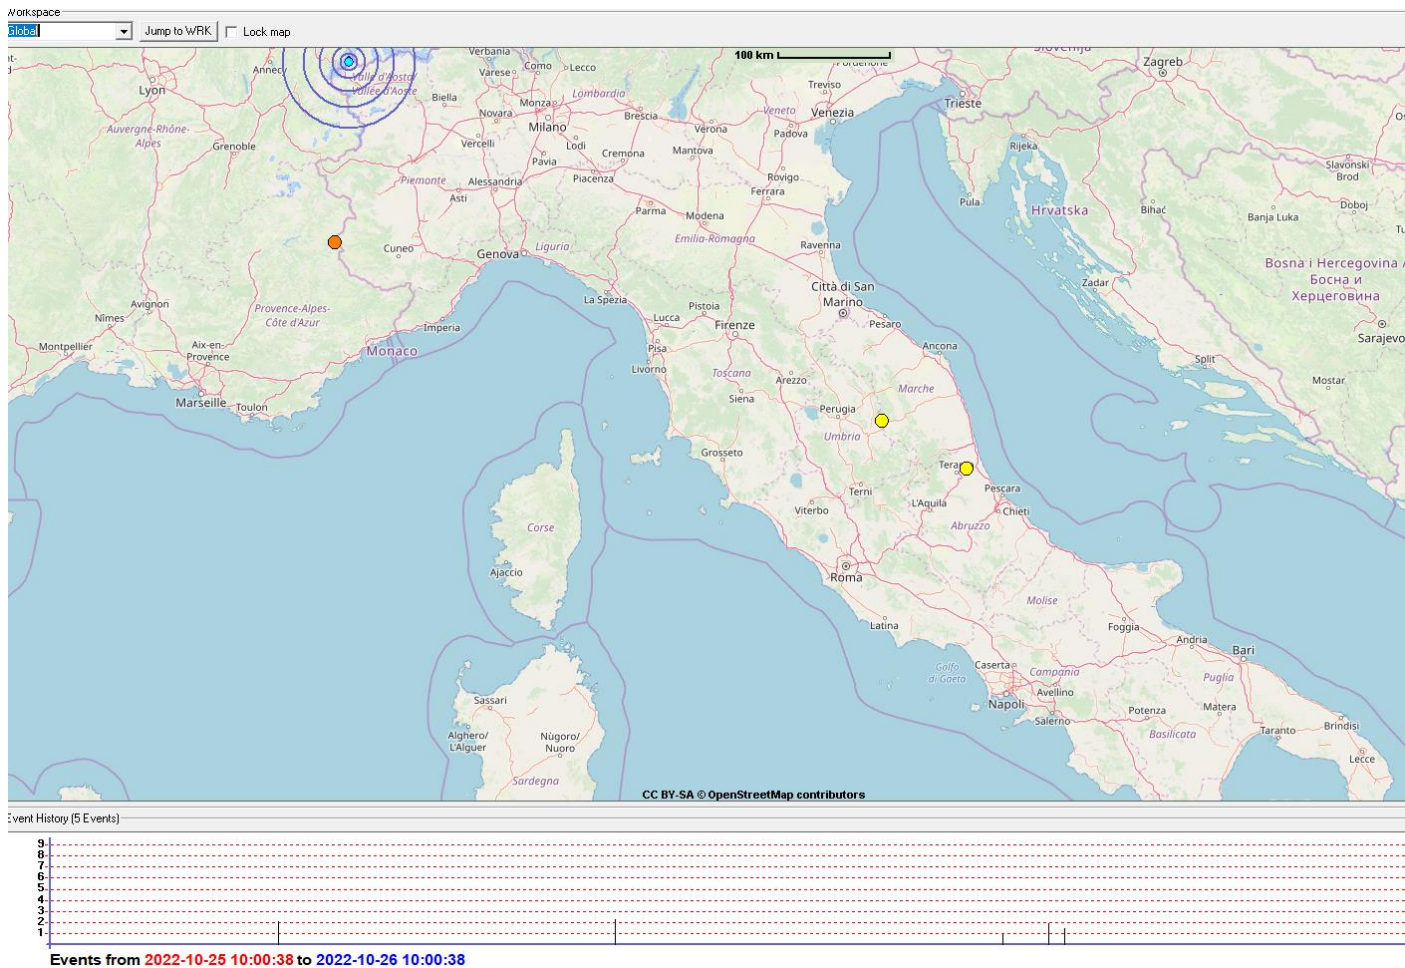 Workspace
Global
Jump to WRK
Lock map
100 km
Annecy
Verbania
Como
Lecco
Varese
Valle d'Aosta/
Vallée d'Aoste
Zagreb
Lyon
Biella
Monza
Lombardia
Treviso
Trieste
Novara
Brescia
Veneto
Venezia
Auvergne-Rhône-
Alpes
Milano
Verona
Padova
Grenoble
Vercelli
Lodi
Cremona
Mantova
Rijeka
Pavia
Slavonski
Brod
Piemonte
Alessandria
Piacenza
Rovigo
Asti
Ferrara
Pula
Hrvatska
Bihać
Doboj
Banja Luka
Parma
Modena
Cuneo
Genova
Liguria
Emilia-Romagna
Ravenna
Bosna i Hercegovina
Босна и
Херцеговина
Zadar
Città di San
Marino
Avignon
Provence-Alpes-
Côte d'Azur
La Spezia
Pistoia
Nîmes
Imperia
Lucca
Firenze
Pesaro
Sarajevo
Montpellier
Aix-en-
Provence
Monaco
Pisa
Ancona
Split
Livorno
Toscana
Arezzo
Marche
Mostar
Marseille
Toulon
Siena
Perugia
Umbria
Grosseto
Terni
Pescara
Viterbo
L'Aquila
Chieti
Corse
Abruzzo
Ajaccio
Roma
Molise
Latina
Foggia
Andria
Bari
Golfo
di Gaeta
Caserta
Campania
Puglia
Sassari
Avellino
Napoli
Matera
Potenza
Salerno
Brindisi
Alghero/
L'Alguer
Nùgoro/
Nuoro
Basilicata
Taranto
Lecce
Sardegna
CC BY-SA © OpenStreetMap contributors
Event History (5 Events)
9
8
7
6
5
4
3
2
1
Events from 2022-10-25 10:00:38 to 2022-10-26 10:00:38